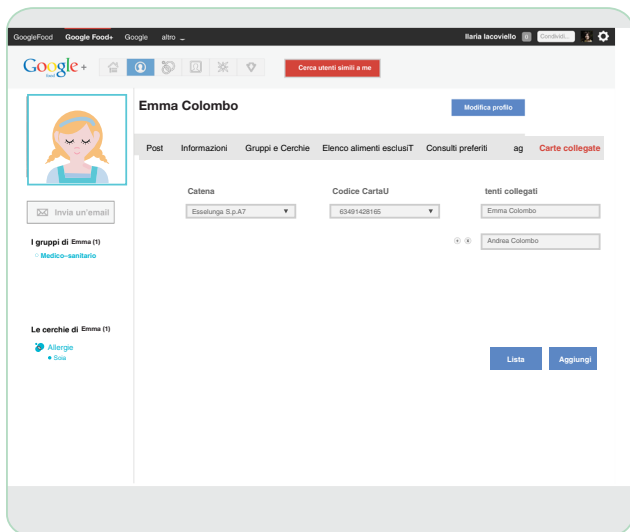 GoogleFood Google Food+ Google altro _ Ilaria Iacoviello 0 Condividi...
Google +
food
Cerca utenti simili a me
Emma Colombo
Modifica profilo
Post Informazioni Gruppi e Cerchie Elenco alimenti esclusiT Consulti preferiti ag Carte collegate
Catena Codice CartaU tenti collegati
Esselunga S.p.A7 63491428165 Emma Colombo
Invia un'email
Andrea Colombo
I gruppi di Emma (1)
Medico-sanitario
Le cerchie di Emma (1)
Allergie
Soia
Lista Aggiungi